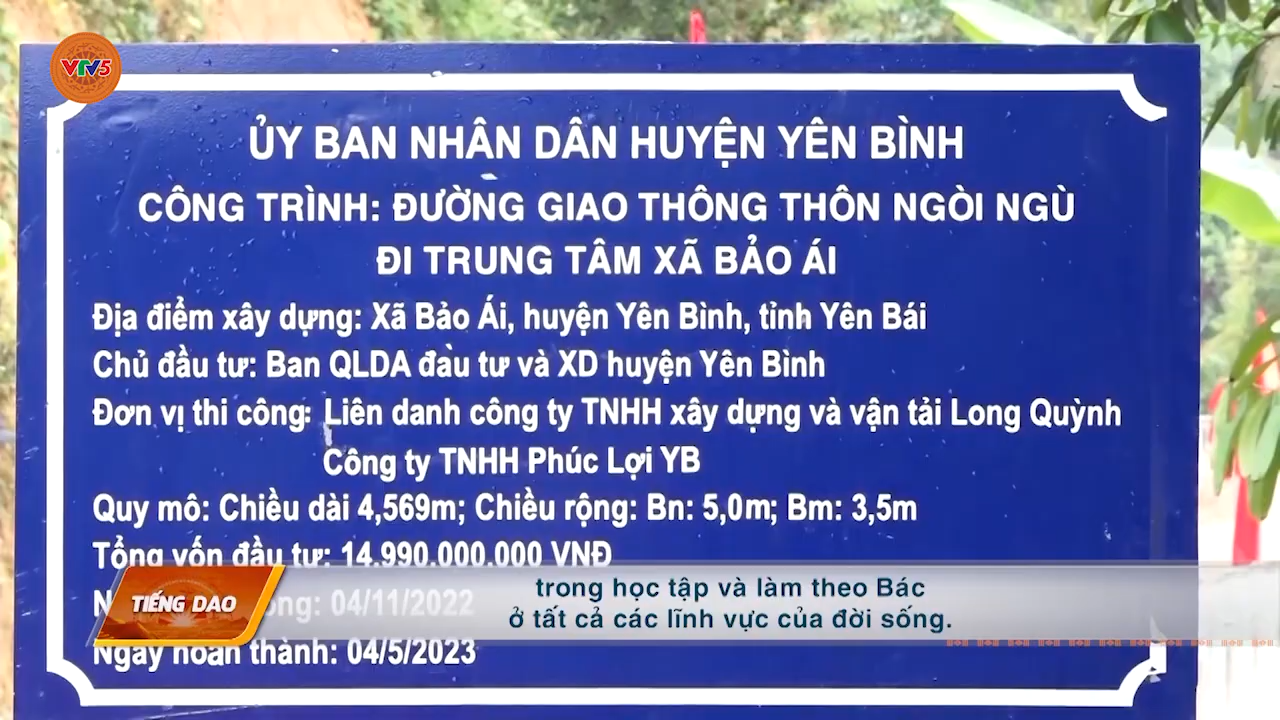 VTV5
ỦY BAN NHÂN DÂN HUYỆN YÊN BÌNH
CÔNG TRÌNH: ĐƯỜNG GIAO THÔNG THÔN NGÒI NGÙ
ĐI TRUNG TÂM XÃ BẢO ÁI
Địa điểm xây dựng: Xã Bảo Ái, huyện Yên Bình, tỉnh Yên Bái
Chủ đầu tư: Ban QLDA đầu tư và XD huyện Yên Bình
Đơn vị thi công: Liên danh công ty TNHH xây dựng và vận tải Long Quỳnh
Công ty TNHH Phúc Lợi YB
Quy mô: Chiều dài 4,569m; Chiều rộng: Bn: 5,0m; Bm: 3,5m
Tổng vốn đầu tư: 14.990.000.000 VNĐ
04/11/2022
Ngày hoàn thành: 04/5/2023
TIẾNG DAO
trong học tập và làm theo Bác
ở tất cả các lĩnh vực của đời sống.